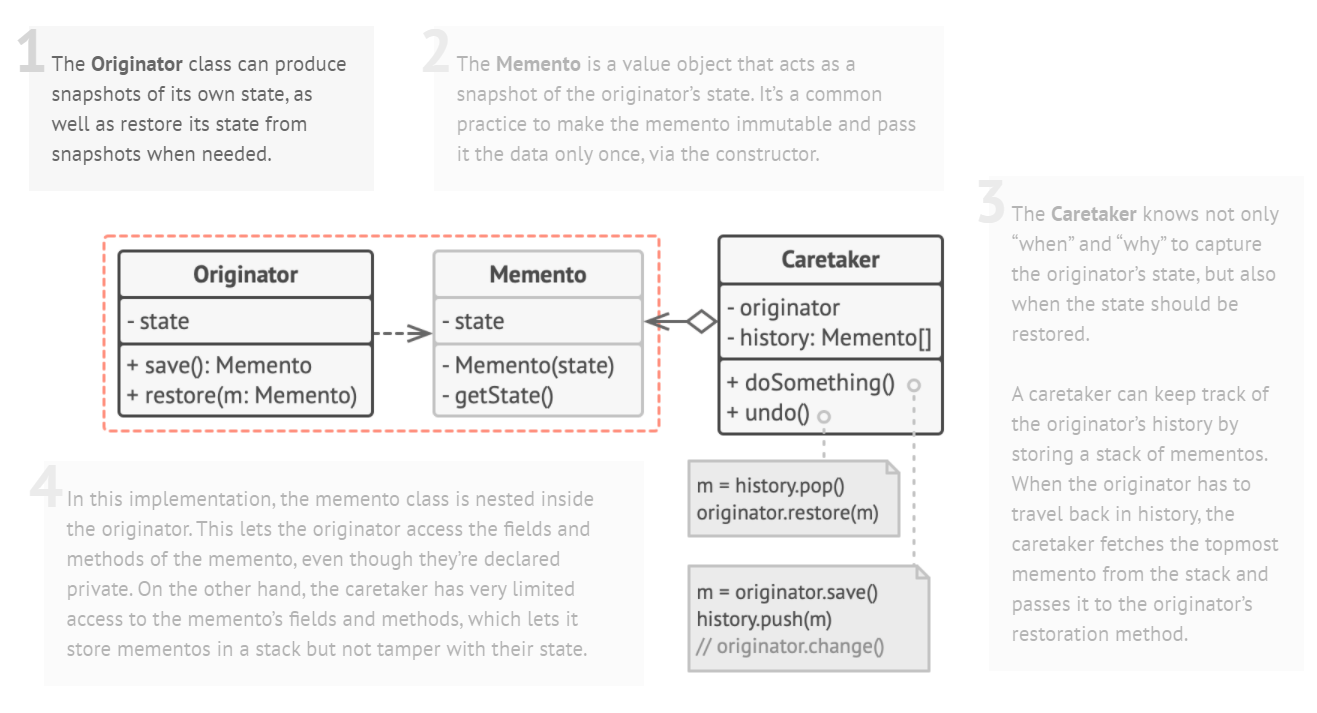 1
The Originator class can produce
snapshots of its own state, as
well as restore its state from
snapshots when needed.
2
The Memento is a value object that acts as a
snapshot of the originator's state. It's a common
practice to make the memento immutable and pass
it the data only once, via the constructor.
3
The Caretaker knows not only
“when” and “why” to capture
the originator's state, but also
when the state should be
restored.
A caretaker can keep track of
the originator's history by
storing a stack of mementos.
When the originator has to
travel back in history, the
caretaker fetches the topmost
memento from the stack and
passes it to the originator's
restoration method.
Originator
- state
+ save(): Memento
+ restore(m: Memento)
Memento
- state
- Memento(state)
- getState()
Caretaker
- originator
- history: Memento[]
+ doSomething()
+ undo()
m = history.pop()
originator.restore(m)
m = originator.save()
history.push(m)
// originator.change()
4
In this implementation, the memento class is nested inside
the originator. This lets the originator access the fields and
methods of the memento, even though they're declared
private. On the other hand, the caretaker has very limited
access to the memento's fields and methods, which lets it
store mementos in a stack but not tamper with their state.